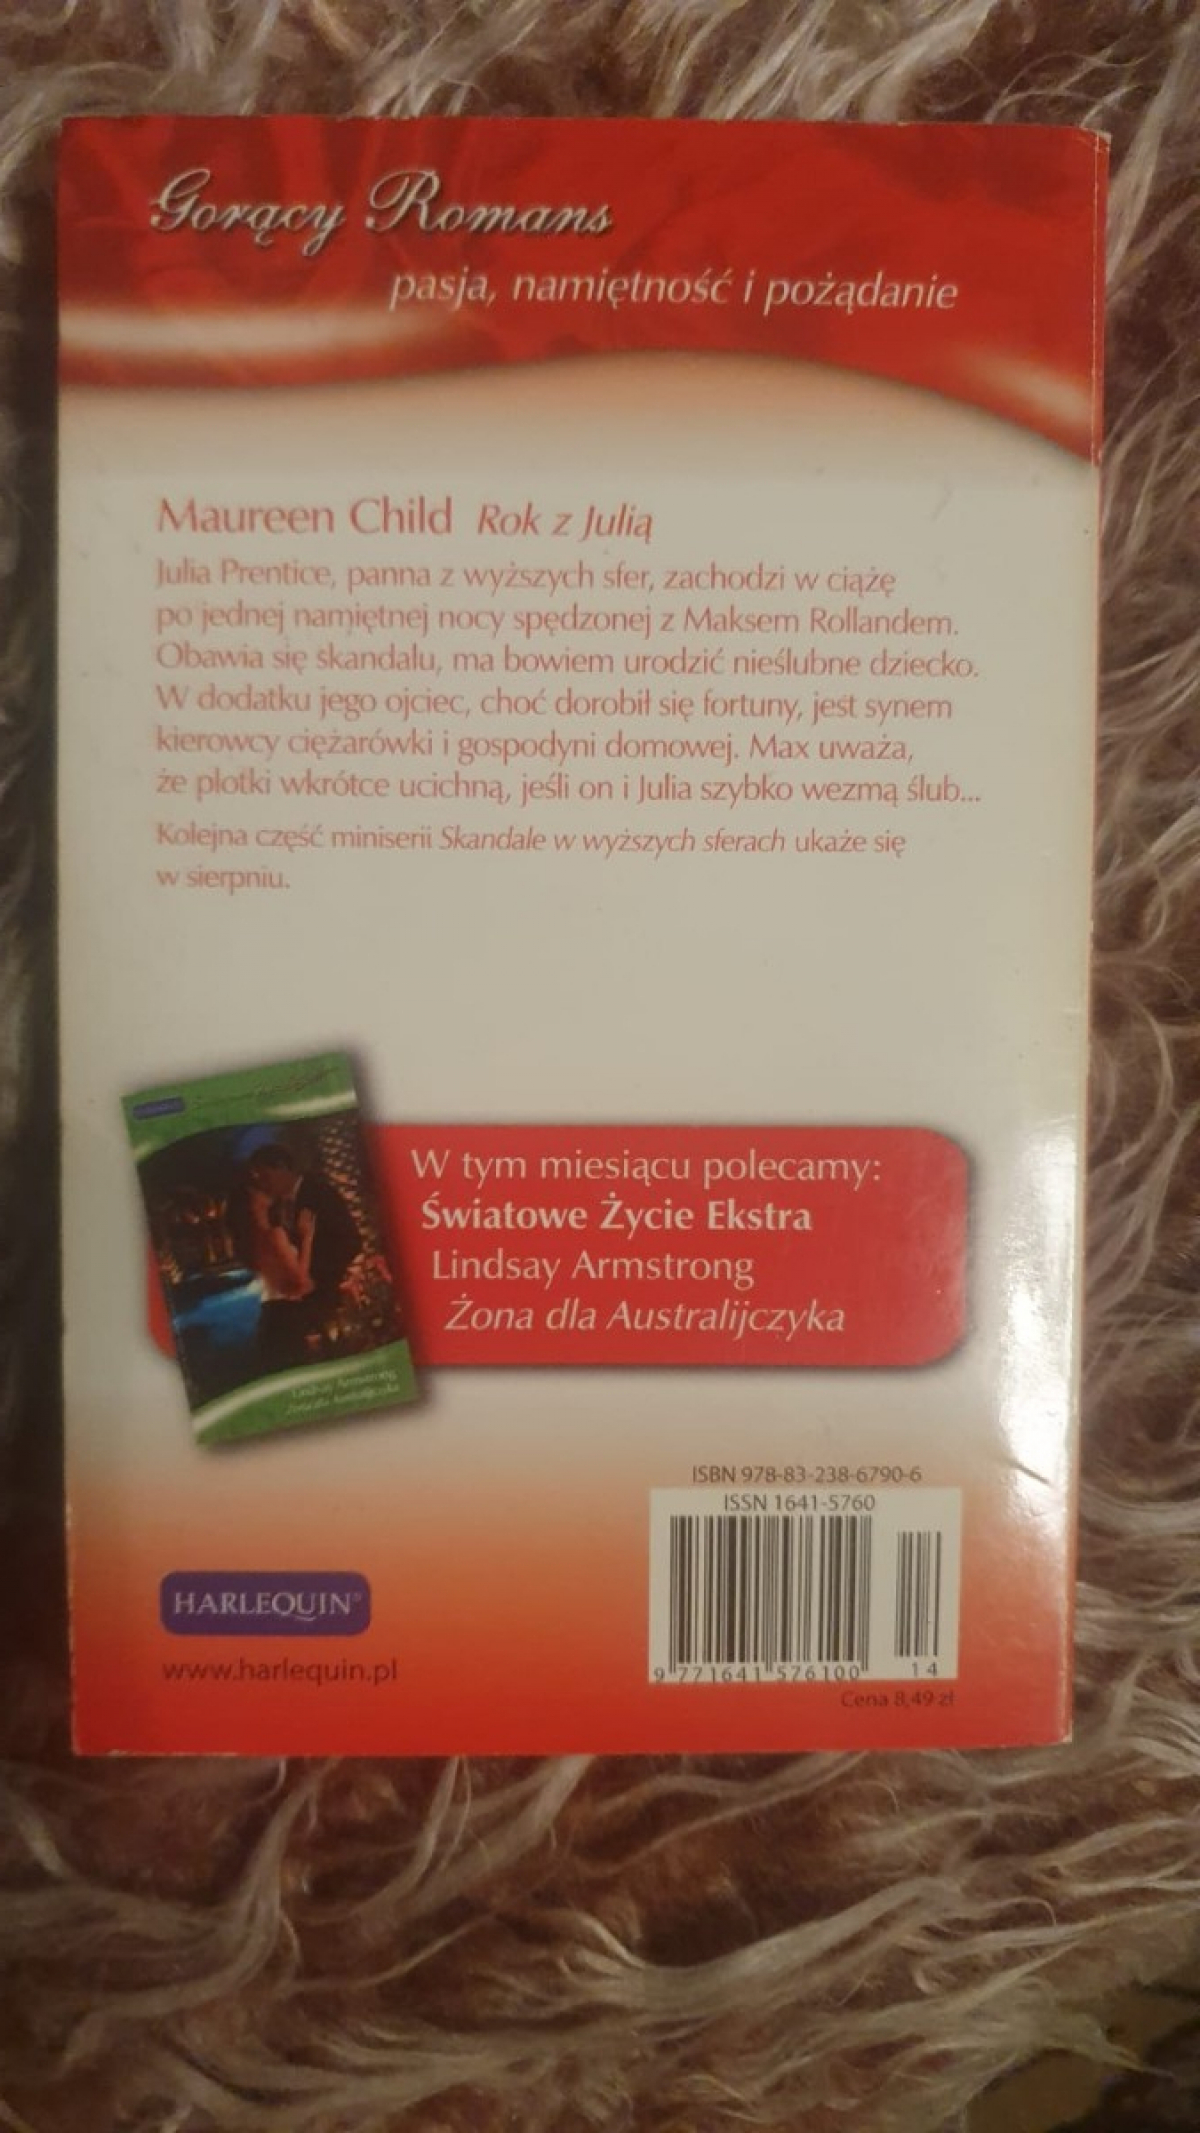 Gorący Romans
pasja, namiętność i pożądanie
Maureen Child Rok z Julią
Julia Prentice, panna z wyższych sfer, zachodzi w ciążę
po jednej namiętnej nocy spędzonej z Maksem Rollandem.
Obawia się skandalu, ma bowiem urodzić nieślubne dziecko.
W dodatku jego ojciec, choć dorobił się fortuny, jest synem
kierowcy ciężarówki i gospodyni domowej. Max uważa,
że plotki wkrótce ucichną, jeśli on i Julia szybko wezmą ślub...
Kolejna część miniserii Skandale w wyższych sferach ukaże się
w sierpniu.
W tym miesiącu polecamy:
Światowe Życie Ekstra
Lindsay Armstrong
Żona dla Australijczyka
Lindsay Armstrong
Żona dla Australijczyka
ISBN 978-83-238-6790-6
ISSN 1641-5760
9 771641 576100 14
Cena 8,49 zł
HARLEQUIN®
www.harlequin.pl